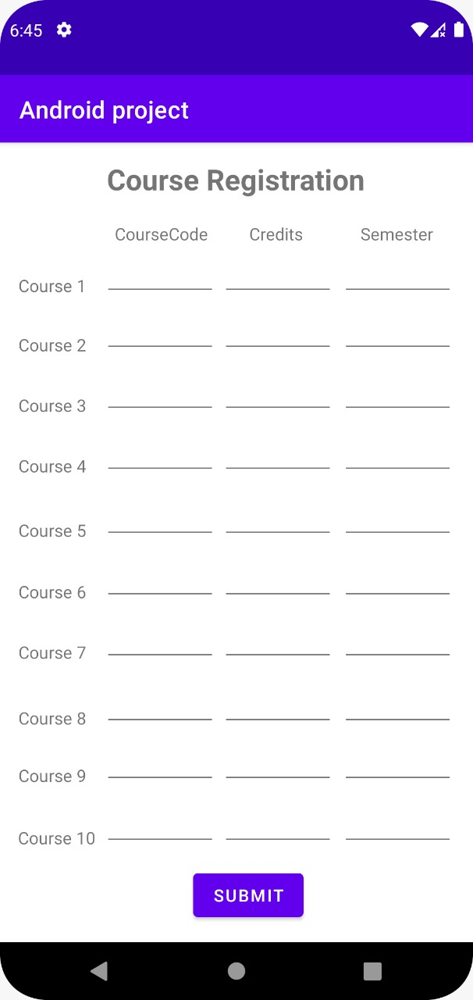 6:45
Android project
Course Registration
CourseCode Credits Semester
Course 1
Course 2
Course 3
Course 4
Course 5
Course 6
Course 7
Course 8
Course 9
Course 10
SUBMIT